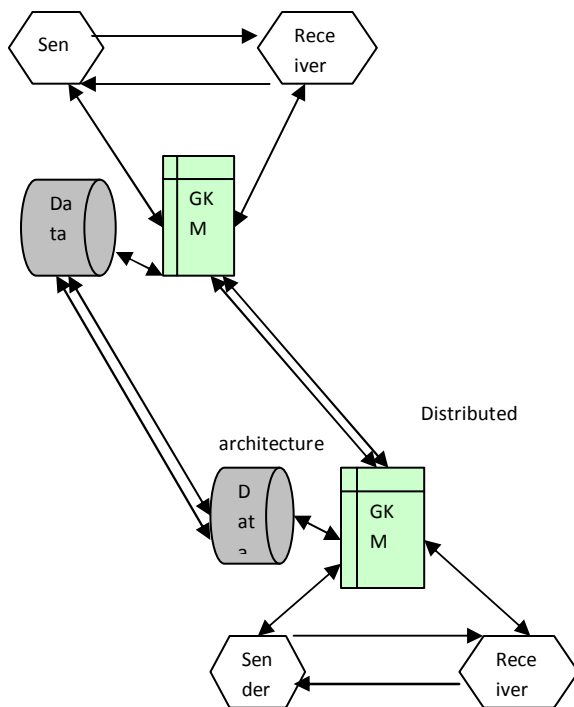 Sen
Rece
iver
Da
ta
GK
M
Distributed
architecture
D
at
a
GK
M
Sen
der
Rece
iver